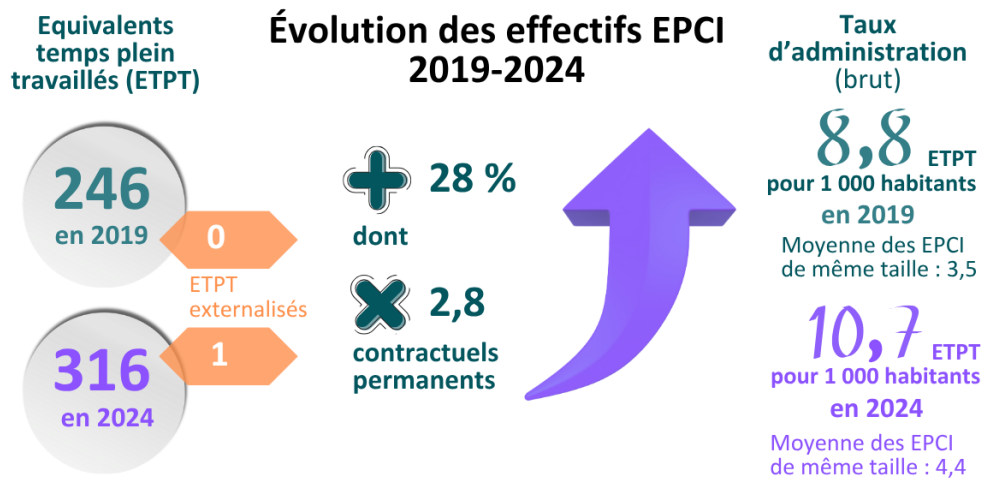 Evolution des effectifs EPCI
2019-2024
Equivalents
temps plein
travaillés (ETPT)
246
en 2019
0
ETPT
externalisés
1
316
en 2024
+ 28 %
dont
× 2,8
contractuels
permanents
Taux
d'administration
(brut)
8,8 ETPT
pour 1 000 habitants
en 2019
Moyenne des EPCI
de même taille : 3,5
10,7 ETPT
pour 1 000 habitants
en 2024
Moyenne des EPCI
de même taille : 4,4